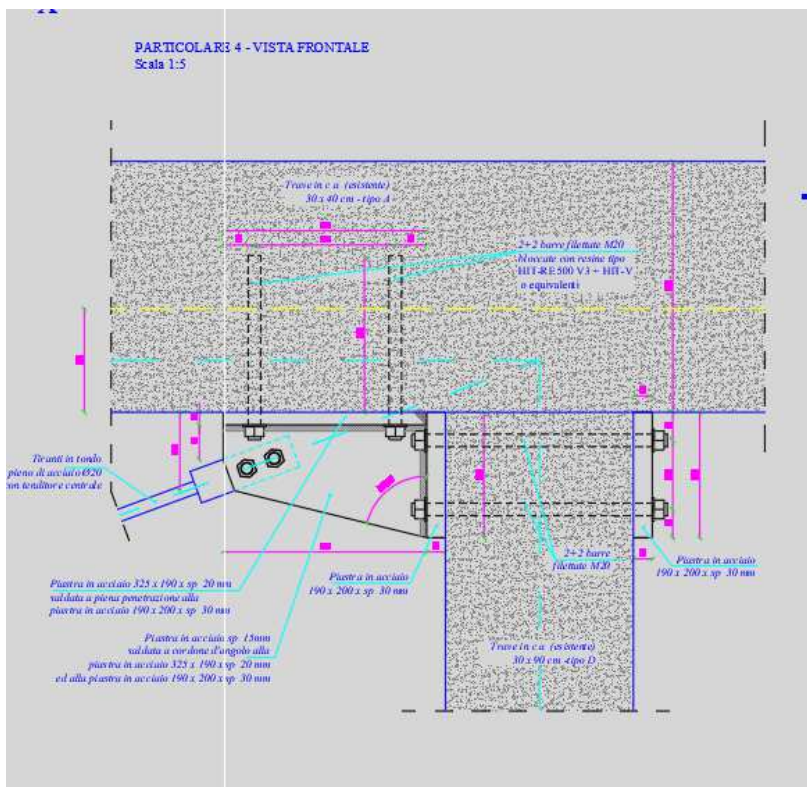 PARTICOLARE 4 - VISTA FRONTALE
Scala 1:5
Trave in c.a. (esistente)
30 x 40 cm - tipo A
2+2 barre filettate M20
bloccate con resine tipo
HIT-RE 500 V3 + HIT-V
o equivalenti
Tiranti in tondo
pieno di acciaio Ø20
con tenditore centrale
Piastra in acciaio 325 x 190 x sp. 20 mm
saldata a piena penetrazione alla
piastra in acciaio 190 x 200 x sp. 30 mm
Piastra in acciaio
190 x 200 x sp. 30 mm
2+2 barre
filettate M20
Piastra in acciaio
190 x 200 x sp. 30 mm
Piastra in acciaio sp. 15mm
saldata a cordone d'angolo alla
piastra in acciaio 325 x 190 x sp. 20 mm
ed alla piastra in acciaio 190 x 200 x sp. 30 mm
Trave in c.a. (esistente)
30 x 90 cm - tipo D